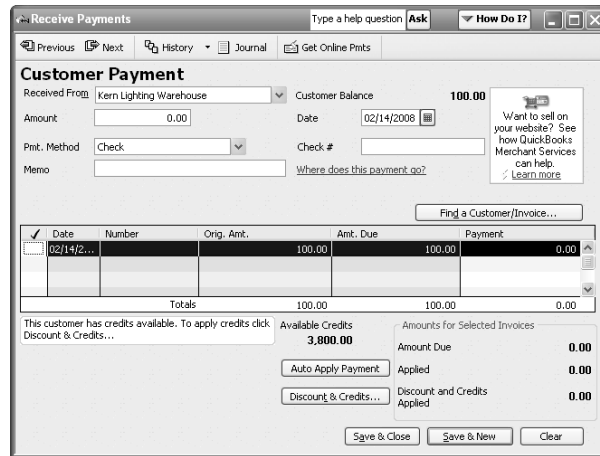 Receive Payments Type a help question Ask How Do I?
Previous Next History Journal Get Online Pmts
Customer Payment
Received From Kern Lighting Warehouse Customer Balance 100.00
Amount 0.00 Date 02/14/2008
Pmt. Method Check Check #
Memo Where does this payment go?
Want to sell on
your website? See
how QuickBooks
Merchant Services
can help.
Learn more
Find a Customer/Invoice...
Date Number Orig. Amt. Amt. Due Payment
02/14/2... 100.00 100.00 0.00
Totals 100.00 100.00 0.00
This customer has credits available. To apply credits click
Discount & Credits...
Available Credits
3,800.00
Auto Apply Payment
Discount & Credits...
Amounts for Selected Invoices
Amount Due 0.00
Applied 0.00
Discount and Credits
Applied 0.00
Save & Close Save & New Clear